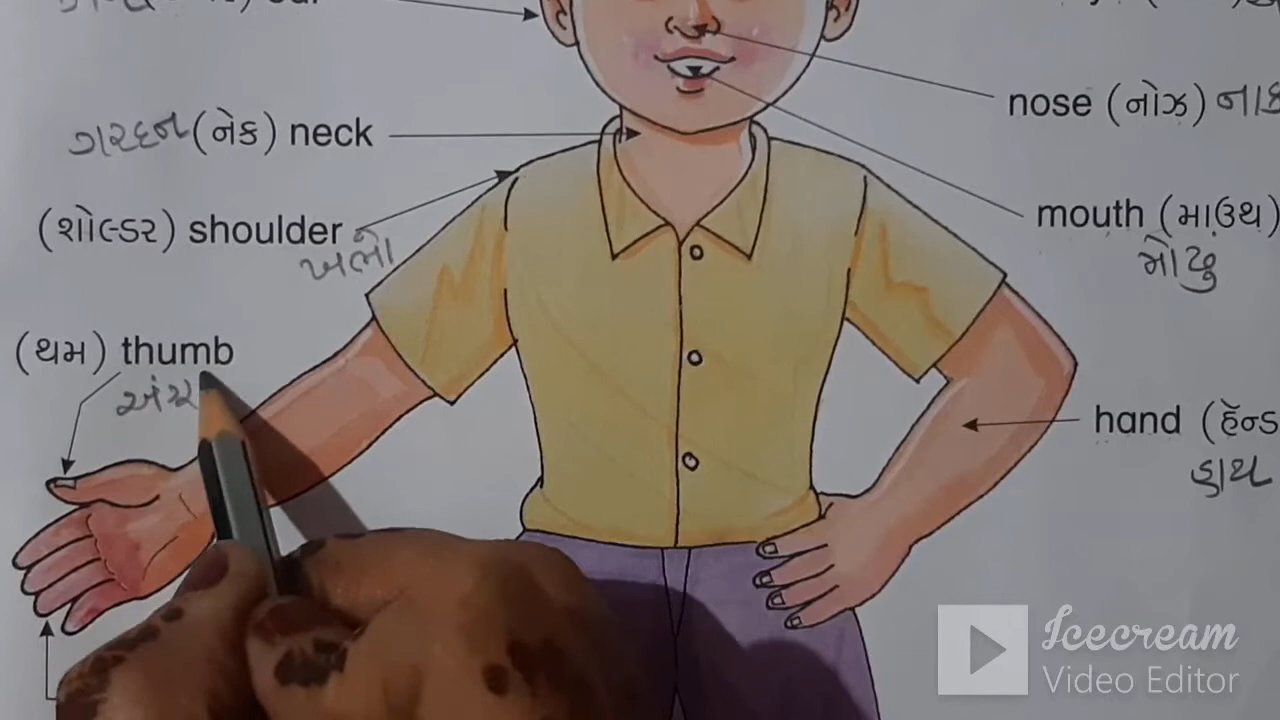 nose (નોઝ) નાક
ગરદન (નેક) neck
mouth (માઉથ)
મોઢુ
(શોલ્ડર) shoulder
ખભો
(થમ) thumb
hand (હૅન્ડ
હાથ
Icecream
Video Editor